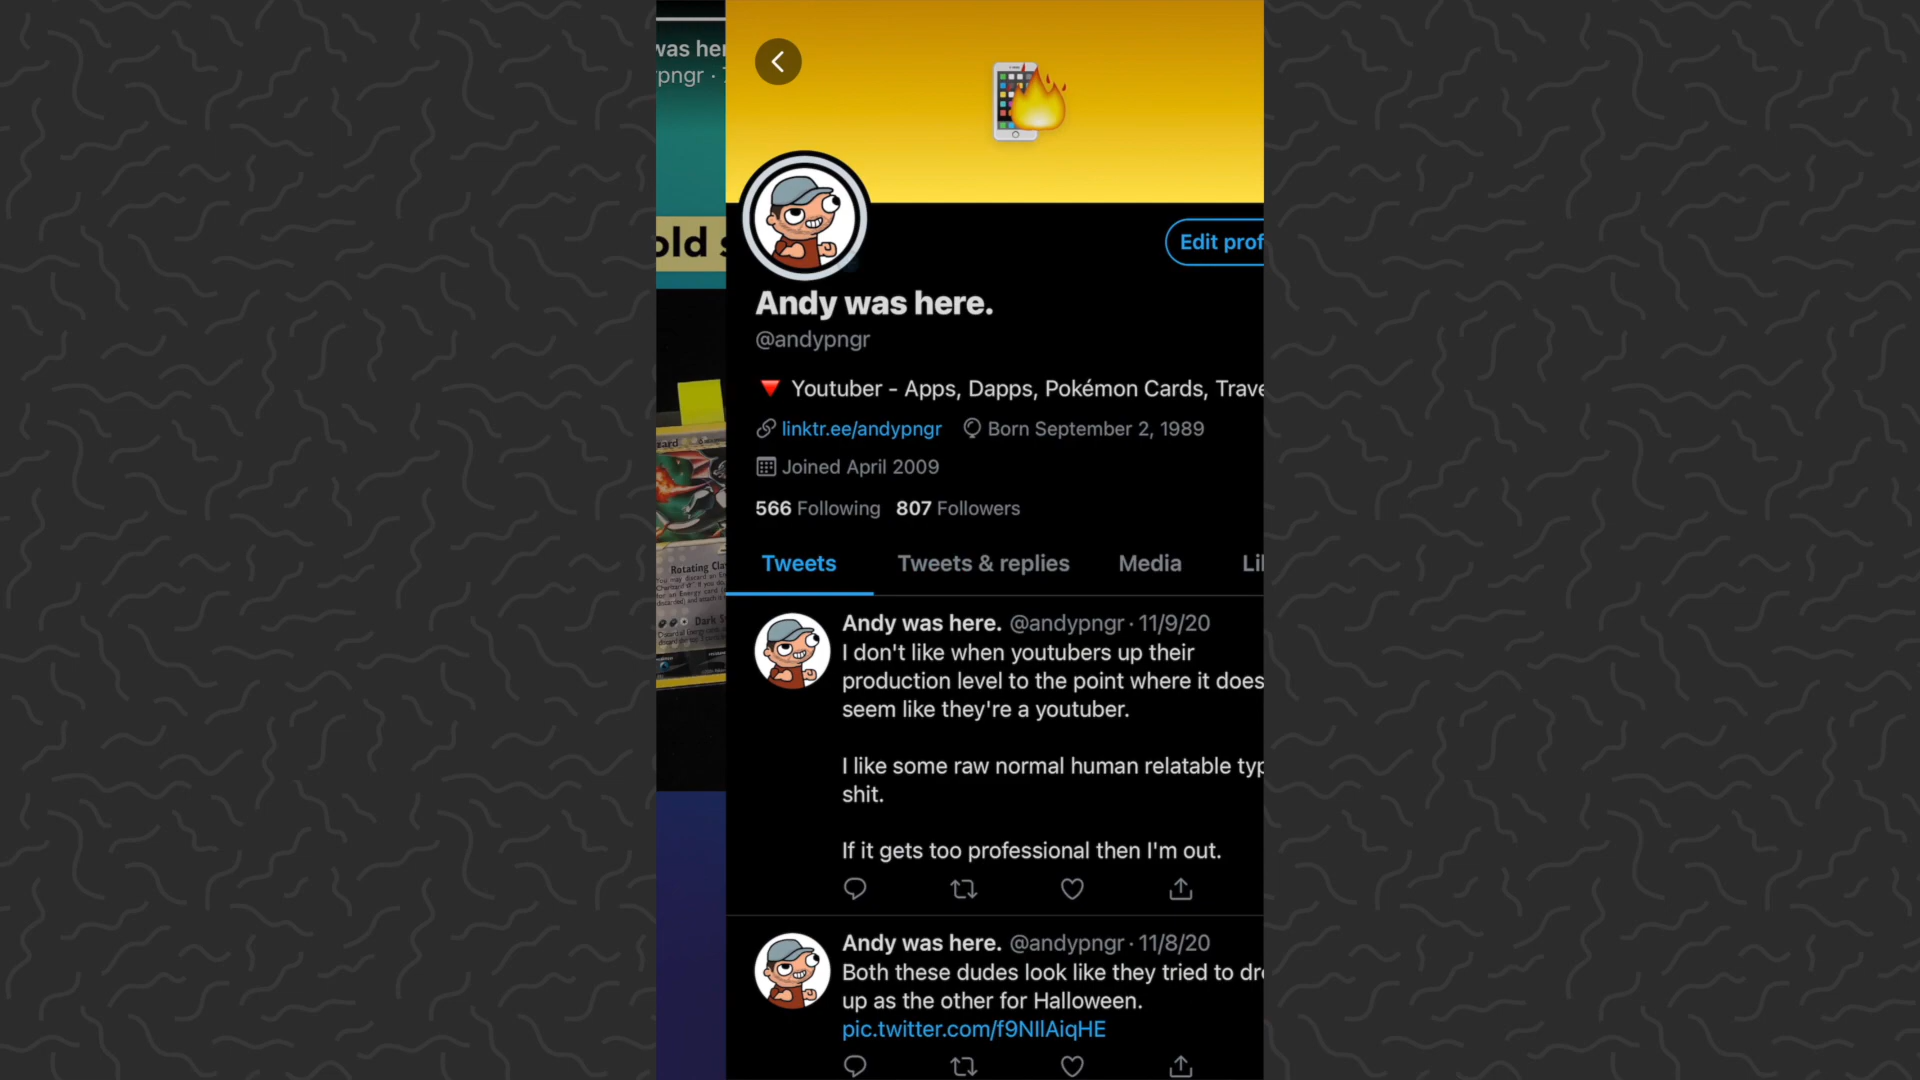 was her
pngr · 7
old s
Rotating Cla
Dark S
Edit prof
Andy was here.
@andypngr
Youtuber - Apps, Dapps, Pokémon Cards, Trave
linktr.ee/andypngr Born September 2, 1989
Joined April 2009
566 Following 807 Followers
Tweets Tweets & replies Media Li
Andy was here. @andypngr · 11/9/20
I don't like when youtubers up their
production level to the point where it does
seem like they're a youtuber.
I like some raw normal human relatable typ
shit.
If it gets too professional then I'm out.
Andy was here. @andypngr · 11/8/20
Both these dudes look like they tried to dre
up as the other for Halloween.
pic.twitter.com/f9NIlAiqHE